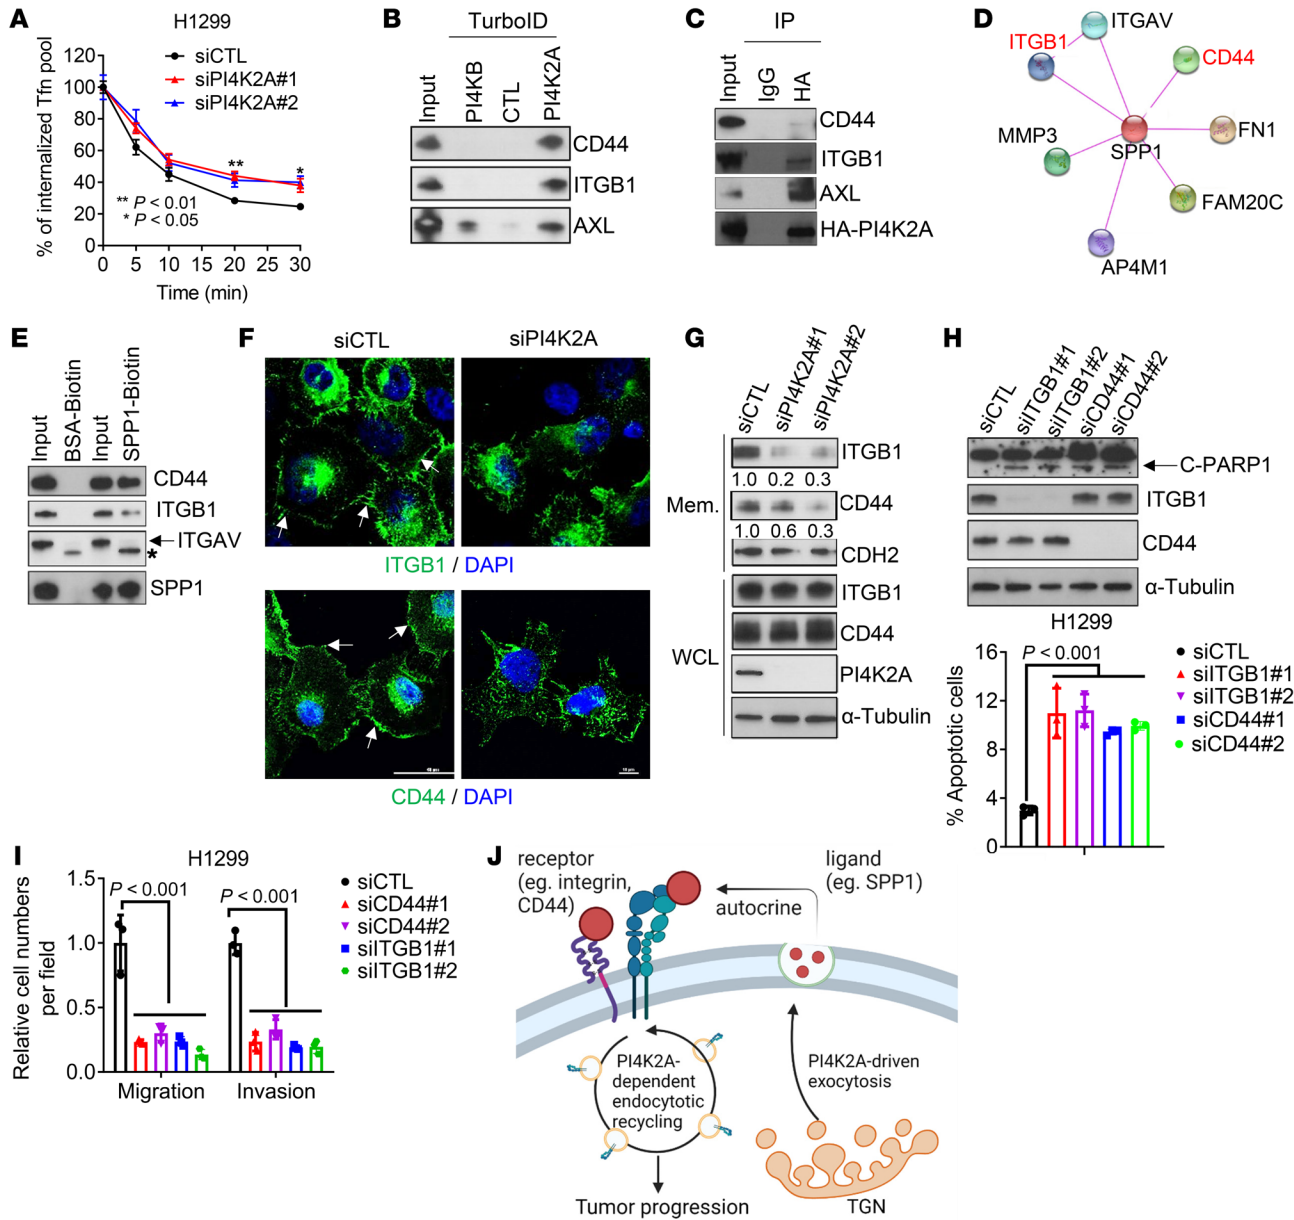 A
H1299
% of internalized Tfn pool
120
100
80
60
40
20
0
siCTL
siPI4K2A#1
siPI4K2A#2
** P < 0.01
* P < 0.05
**
*
0 5 10 15 20 25 30
Time (min)
B
TurboID
Input
PI4KB
CTL
PI4K2A
CD44
ITGB1
AXL
C
IP
Input
IgG
HA
CD44
ITGB1
AXL
HA-PI4K2A
D
ITGAV
ITGB1
CD44
MMP3
SPP1
FN1
FAM20C
AP4M1
E
Input
BSA-Biotin
Input
SPP1-Biotin
CD44
ITGB1
ITGAV
*
SPP1
F
siCTL
siPI4K2A
ITGB1 / DAPI
CD44 / DAPI
G
siCTL
siPI4K2A#1
siPI4K2A#2
Mem.
ITGB1
1.0 0.2 0.3
CD44
1.0 0.6 0.3
CDH2
WCL
ITGB1
CD44
PI4K2A
α-Tubulin
H
siCTL
siITGB1#1
siITGB1#2
siCD44#1
siCD44#2
C-PARP1
ITGB1
CD44
α-Tubulin
H1299
% Apoptotic cells
16
12
8
4
0
P < 0.001
siCTL
siITGB1#1
siITGB1#2
siCD44#1
siCD44#2
I
H1299
Relative cell numbers
per field
1.5
1.0
0.5
0.0
P < 0.001
P < 0.001
Migration
Invasion
siCTL
siCD44#1
siCD44#2
siITGB1#1
siITGB1#2
J
receptor
(eg. integrin,
CD44)
autocrine
ligand
(eg. SPP1)
PI4K2A-
dependent
endocytotic
recycling
PI4K2A-driven
exocytosis
Tumor progression
TGN